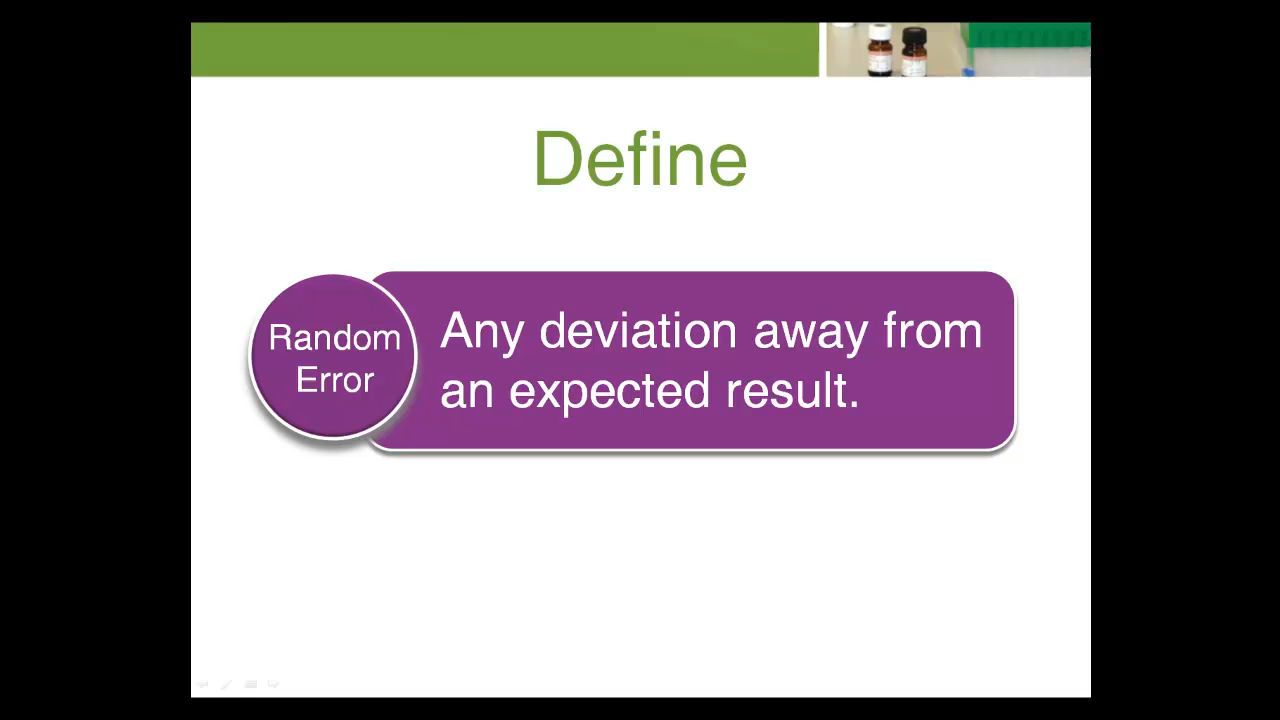 Define
Random
Error
Any deviation away from
an expected result.